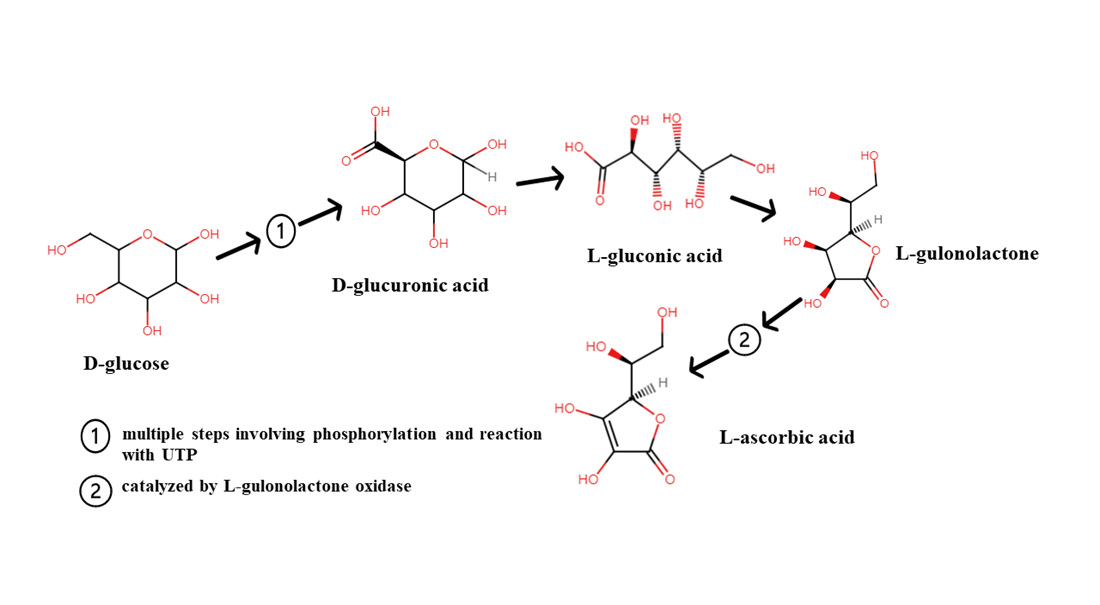 OH
O
O
OH
H
HO
OH
OH
D-glucuronic acid
HO
O
OH
OH
HO
OH
HO
OH
L-gluconic acid
HO
HO
H
HO
O
HO
O
L-gulonolactone
HO
O
OH
HO
OH
OH
D-glucose
1
2
OH
HO
H
HO
O
HO
O
L-ascorbic acid
1 multiple steps involving phosphorylation and reaction
with UTP
2 catalyzed by L-gulonolactone oxidase